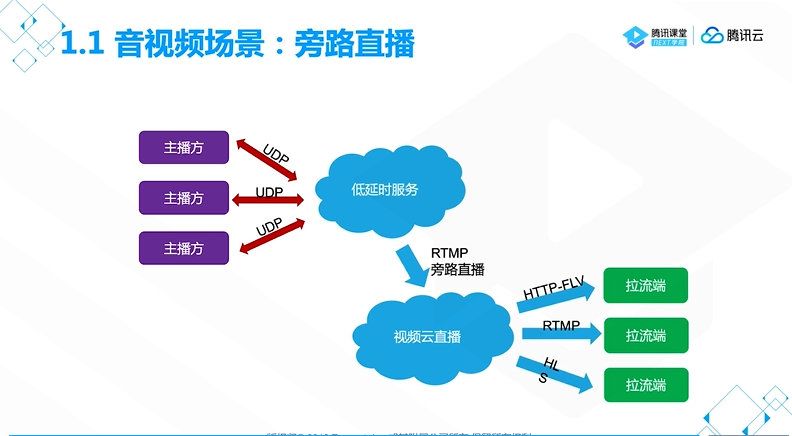 1.1 音视频场景：旁路直播
腾讯课堂
NEXT学院
腾讯云
主播方
UDP
低延时服务
主播方
UDP
主播方
UDP
RTMP
旁路直播
HTTP-FLV
拉流端
视频云直播
RTMP
拉流端
HL
S
拉流端